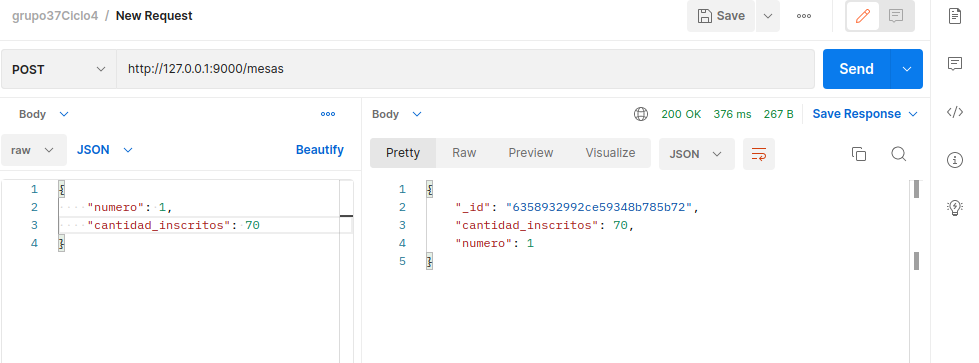 grupo37Ciclo4 / New Request
Save
POST http://127.0.0.1:9000/mesas Send
Body
raw JSON Beautify
1 {
2 "numero": 1,
3 "cantidad_inscritos": 70
4 }
Body 200 OK 376 ms 267 B Save Response
Pretty Raw Preview Visualize JSON
1 {
2 "_id": "6358932992ce59348b785b72",
3 "cantidad_inscritos": 70,
4 "numero": 1
5 }